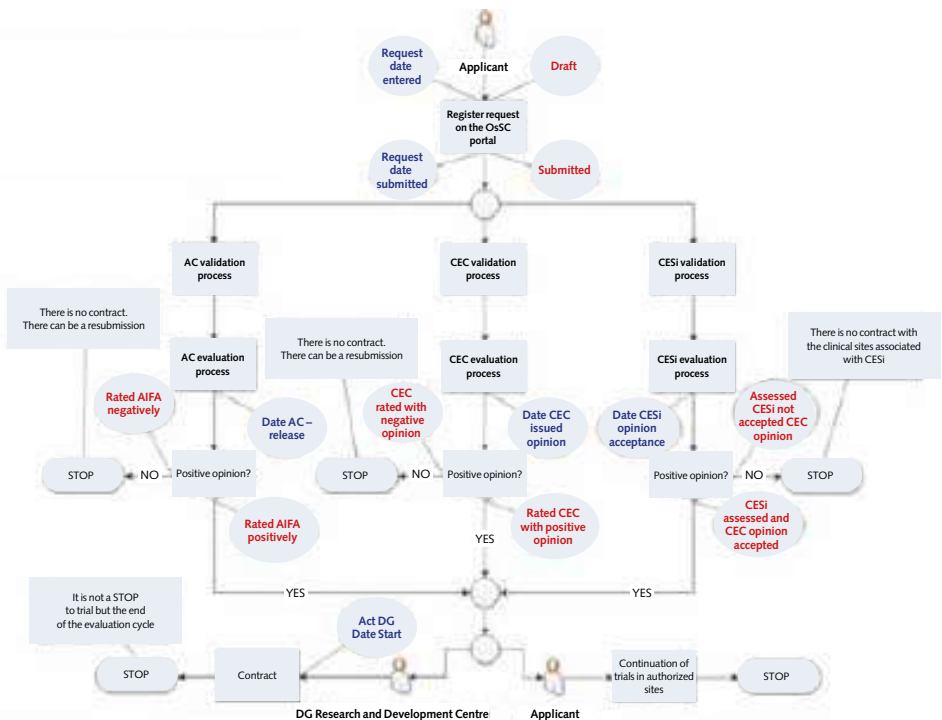 Request
date
entered
Applicant
Draft
Register request
on the OsSC
portal
Request
date
submitted
Submitted
AC validation
process
CEC validation
process
CESi validation
process
There is no contract.
There can be a resubmission
There is no contract.
There can be a resubmission
There is no contract with
the clinical sites associated
with CESi
AC evaluation
process
CEC evaluation
process
CESi evaluation
process
Rated AIFA
negatively
Date AC –
release
CEC
rated with
negative
opinion
Date CEC
issued
opinion
Date CESi
opinion
acceptance
Assessed
CESi not
accepted CEC
opinion
STOP
NO
Positive opinion?
STOP
NO
Positive opinion?
Positive opinion?
NO
STOP
Rated AIFA
positively
YES
Rated CEC
with positive
opinion
CESi
assessed and
CEC opinion
accepted
YES
YES
It is not a STOP
to trial but the end
of the evaluation cycle
Act DG
Date Start
STOP
Contract
Continuation of
trials in authorized
sites
STOP
DG Research and Development Centre
Applicant